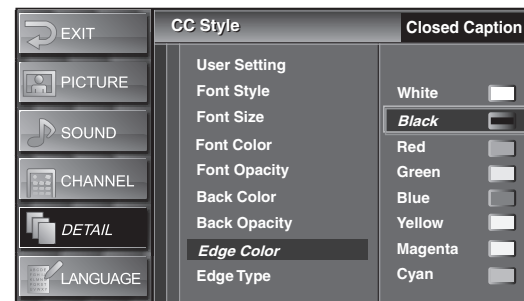 EXIT
PICTURE
SOUND
CHANNEL
DETAIL
LANGUAGE
CC Style
Closed Caption
User Setting
Font Style
Font Size
Font Color
Font Opacity
Back Color
Back Opacity
Edge Color
Edge Type
White
Black
Red
Green
Blue
Yellow
Magenta
Cyan